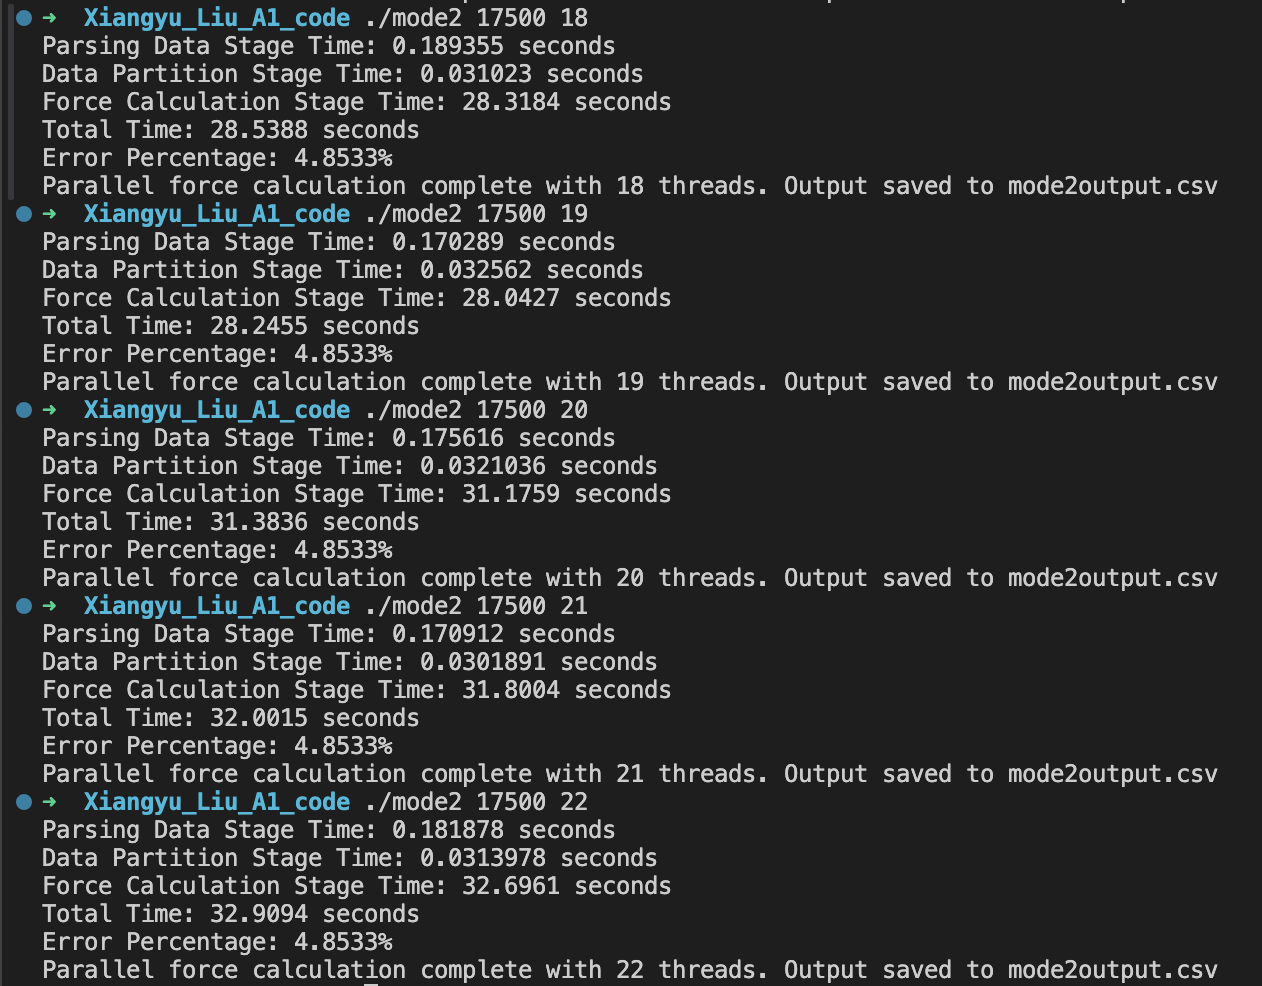 ➜ Xiangyu_Liu_A1_code ./mode2 17500 18
Parsing Data Stage Time: 0.189355 seconds
Data Partition Stage Time: 0.031023 seconds
Force Calculation Stage Time: 28.3184 seconds
Total Time: 28.5388 seconds
Error Percentage: 4.8533%
Parallel force calculation complete with 18 threads. Output saved to mode2output.csv
➜ Xiangyu_Liu_A1_code ./mode2 17500 19
Parsing Data Stage Time: 0.170289 seconds
Data Partition Stage Time: 0.032562 seconds
Force Calculation Stage Time: 28.0427 seconds
Total Time: 28.2455 seconds
Error Percentage: 4.8533%
Parallel force calculation complete with 19 threads. Output saved to mode2output.csv
➜ Xiangyu_Liu_A1_code ./mode2 17500 20
Parsing Data Stage Time: 0.175616 seconds
Data Partition Stage Time: 0.0321036 seconds
Force Calculation Stage Time: 31.1759 seconds
Total Time: 31.3836 seconds
Error Percentage: 4.8533%
Parallel force calculation complete with 20 threads. Output saved to mode2output.csv
➜ Xiangyu_Liu_A1_code ./mode2 17500 21
Parsing Data Stage Time: 0.170912 seconds
Data Partition Stage Time: 0.0301891 seconds
Force Calculation Stage Time: 31.8004 seconds
Total Time: 32.0015 seconds
Error Percentage: 4.8533%
Parallel force calculation complete with 21 threads. Output saved to mode2output.csv
➜ Xiangyu_Liu_A1_code ./mode2 17500 22
Parsing Data Stage Time: 0.181878 seconds
Data Partition Stage Time: 0.0313978 seconds
Force Calculation Stage Time: 32.6961 seconds
Total Time: 32.9094 seconds
Error Percentage: 4.8533%
Parallel force calculation complete with 22 threads. Output saved to mode2output.csv